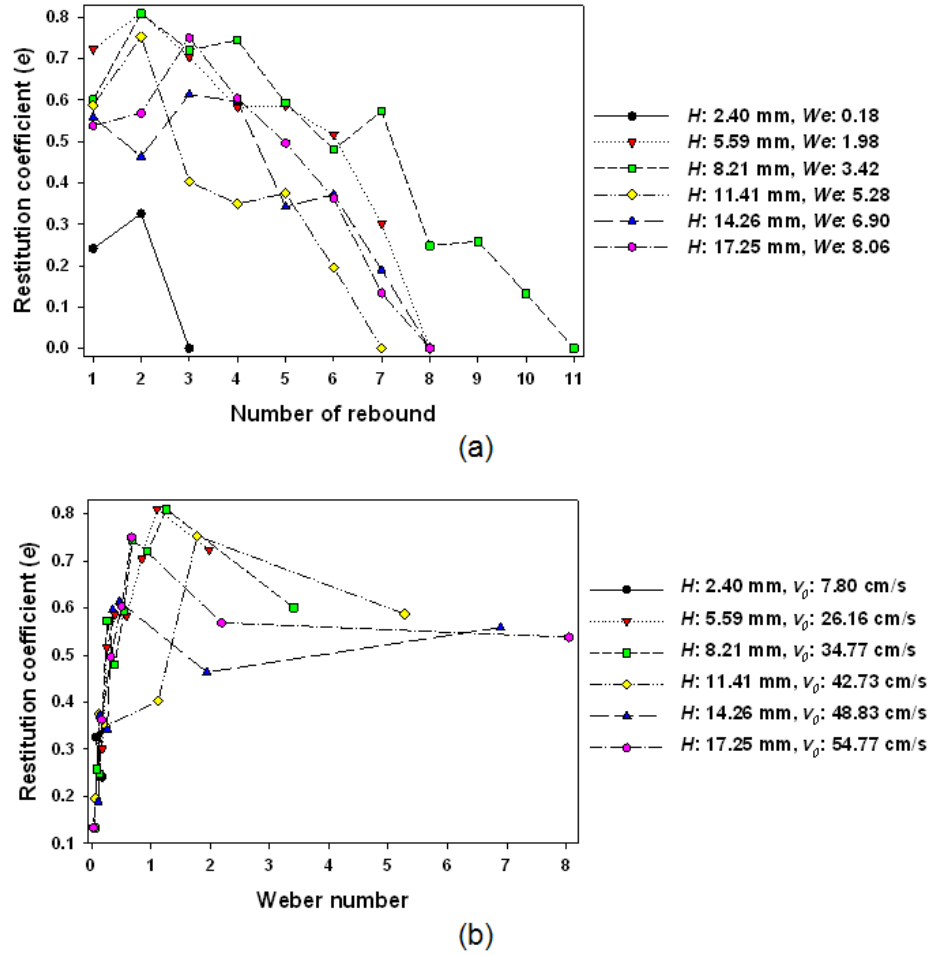 0.8
0.7
0.6
0.5
0.4
0.3
0.2
0.1
0.0
Restitution coefficient (e)
1 2 3 4 5 6 7 8 9 10 11
Number of rebound
H: 2.40 mm, We: 0.18
H: 5.59 mm, We: 1.98
H: 8.21 mm, We: 3.42
H: 11.41 mm, We: 5.28
H: 14.26 mm, We: 6.90
H: 17.25 mm, We: 8.06
(a)
0.8
0.7
0.6
0.5
0.4
0.3
0.2
0.1
Restitution coefficient (e)
0 1 2 3 4 5 6 7 8
Weber number
H: 2.40 mm, v₀: 7.80 cm/s
H: 5.59 mm, v₀: 26.16 cm/s
H: 8.21 mm, v₀: 34.77 cm/s
H: 11.41 mm, v₀: 42.73 cm/s
H: 14.26 mm, v₀: 48.83 cm/s
H: 17.25 mm, v₀: 54.77 cm/s
(b)